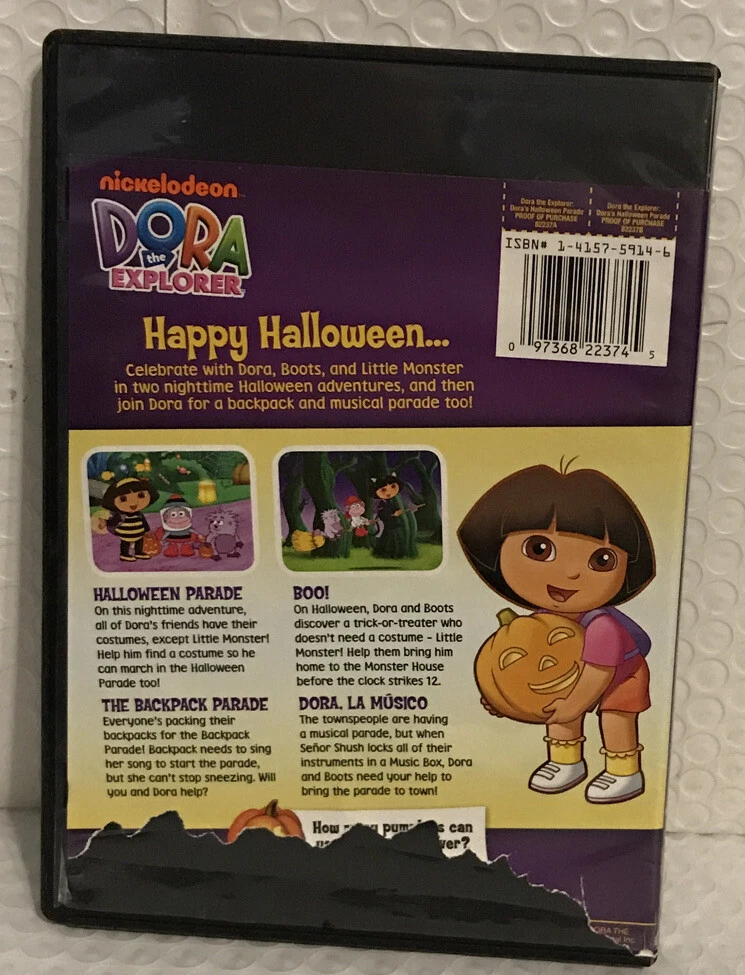 nickelodeon
DORA
the
EXPLORER
Dora the Explorer:
Dora's Halloween Parade
PROOF OF PURCHASE
82237A
Dora the Explorer:
Dora's Halloween Parade
PROOF OF PURCHASE
82237B
ISBN# 1-4157-5914-6
0 97368 22374 5
Happy Halloween...
Celebrate with Dora, Boots, and Little Monster
in two nighttime Halloween adventures, and then
join Dora for a backpack and musical parade too!
HALLOWEEN PARADE
On this nighttime adventure,
all of Dora's friends have their
costumes, except Little Monster!
Help him find a costume so he
can march in the Halloween
Parade too!
BOO!
On Halloween, Dora and Boots
discover a trick-or-treater who
doesn't need a costume – Little
Monster! Help them bring him
home to the Monster House
before the clock strikes 12.
THE BACKPACK PARADE
Everyone's packing their
backpacks for the Backpack
Parade! Backpack needs to sing
her song to start the parade,
but she can't stop sneezing. Will
you and Dora help?
DORA, LA MÚSICO
The townspeople are having
a musical parade, but when
Señor Shush locks all of their
instruments in a Music Box, Dora
and Boots need your help to
bring the parade to town!
How can
THE
Inc.